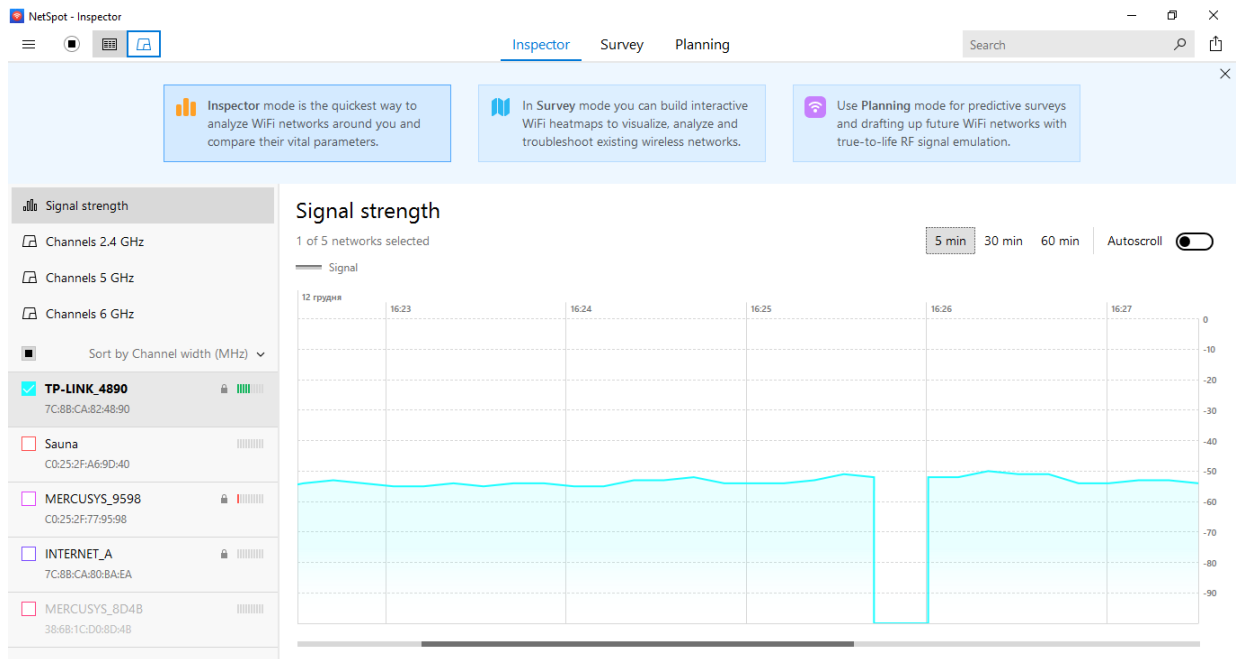 NetSpot - Inspector
Inspector
Survey
Planning
Search
Inspector mode is the quickest way to
analyze WiFi networks around you and
compare their vital parameters.
In Survey mode you can build interactive
WiFi heatmaps to visualize, analyze and
troubleshoot existing wireless networks.
Use Planning mode for predictive surveys
and drafting up future WiFi networks with
true-to-life RF signal emulation.
Signal strength
Channels 2.4 GHz
Channels 5 GHz
Channels 6 GHz
Sort by Channel width (MHz)
TP-LINK_4890
7C:8B:CA:82:48:90
Sauna
C0:25:2F:A6:9D:40
MERCUSYS_9598
C0:25:2F:77:95:98
INTERNET_A
7C:8B:CA:80:BA:EA
MERCUSYS_8D4B
38:6B:1C:D0:8D:4B
Signal strength
1 of 5 networks selected
5 min
30 min
60 min
Autoscroll
Signal
12 грудня
16:23
16:24
16:25
16:26
16:27
0
-10
-20
-30
-40
-50
-60
-70
-80
-90